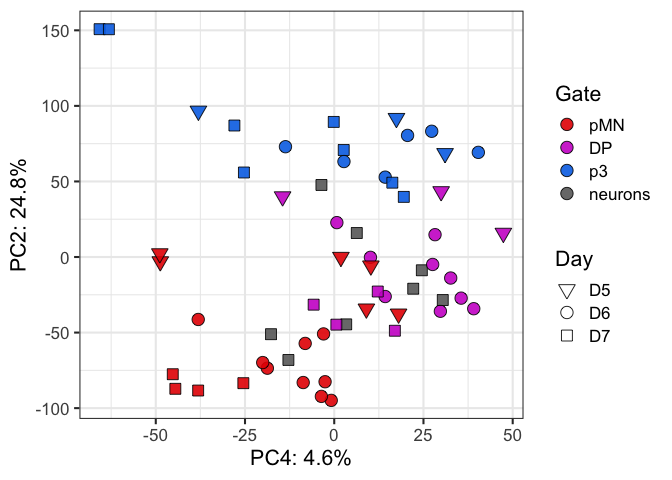 150
100
50
0
-50
-100
PC2: 24.8%
-50
-25
0
25
50
PC4: 4.6%
Gate
pMN
DP
p3
neurons
Day
D5
D6
D7